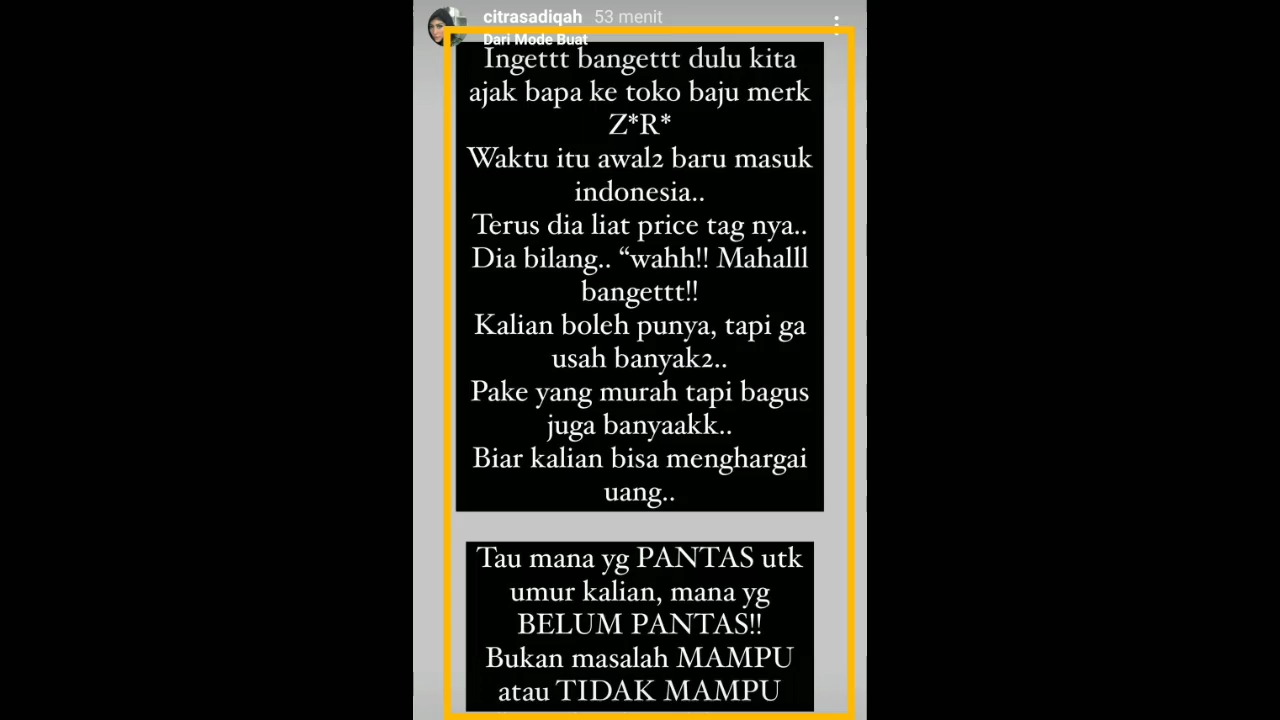 citrasadiqah 53 menit
Dari Mode Buat
Ingettt bangettt dulu kita
ajak bapa ke toko baju merk
Z*R*
Waktu itu awal2 baru masuk
indonesia..
Terus dia liat price tag nya..
Dia bilang.. “wahh!! Mahalll
bangettt!!
Kalian boleh punya, tapi ga
usah banyak2..
Pake yang murah tapi bagus
juga banyaakk..
Biar kalian bisa menghargai
uang..
Tau mana yg PANTAS utk
umur kalian, mana yg
BELUM PANTAS!!
Bukan masalah MAMPU
atau TIDAK MAMPU